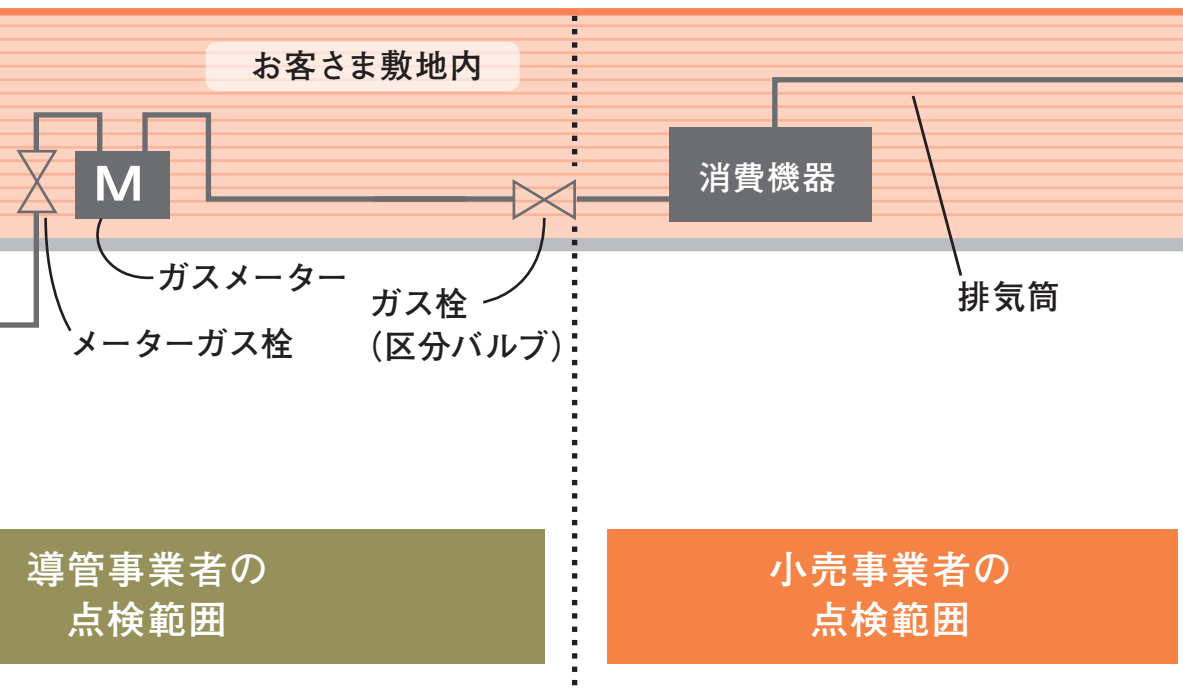 お客さま敷地内
M
消費機器
ガスメーター
ガス栓
（区分バルブ）
メーターガス栓
排気筒
導管事業者の
点検範囲
小売事業者の
点検範囲